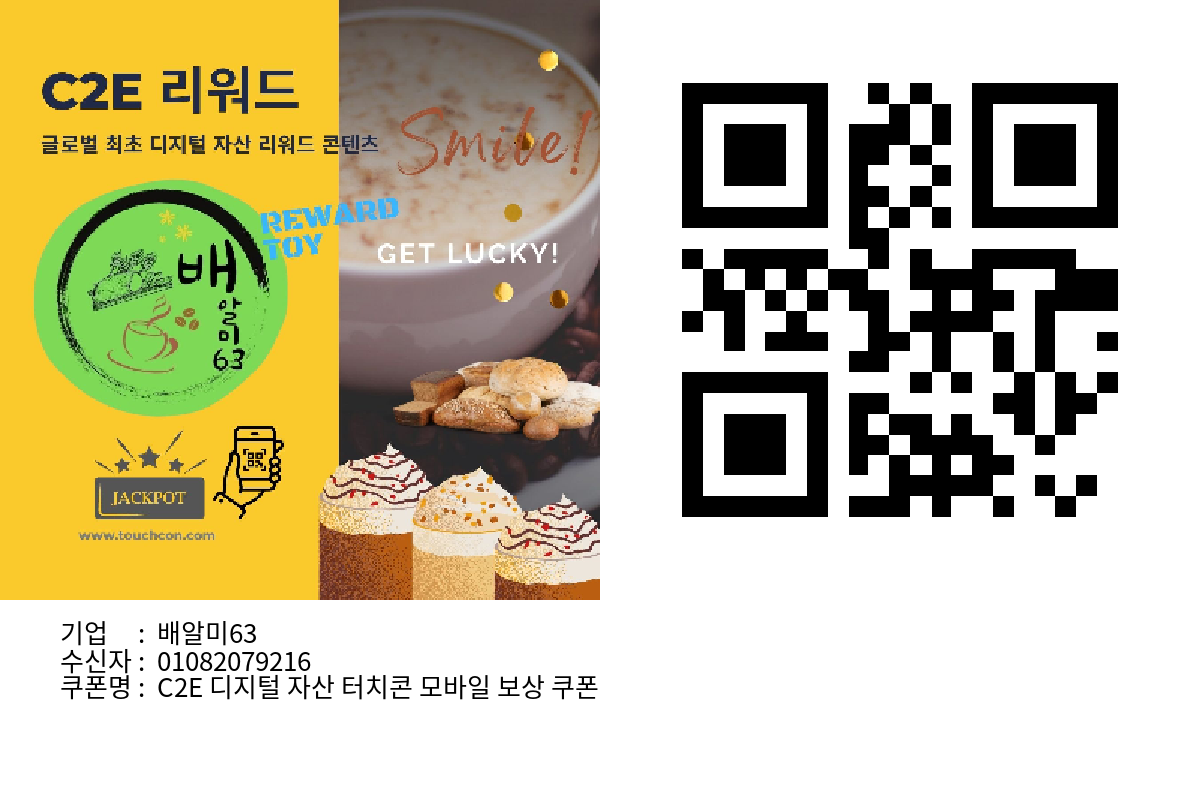 C2E 리워드
글로벌 최초 디지털 자산 리워드 콘텐츠
Smile!
REWARD
TOY
GET LUCKY!
배
알
미
63
JACKPOT
www.touchcon.com
기업 : 배알미63
수신자 : 01082079216
쿠폰명 : C2E 디지털 자산 터치콘 모바일 보상 쿠폰